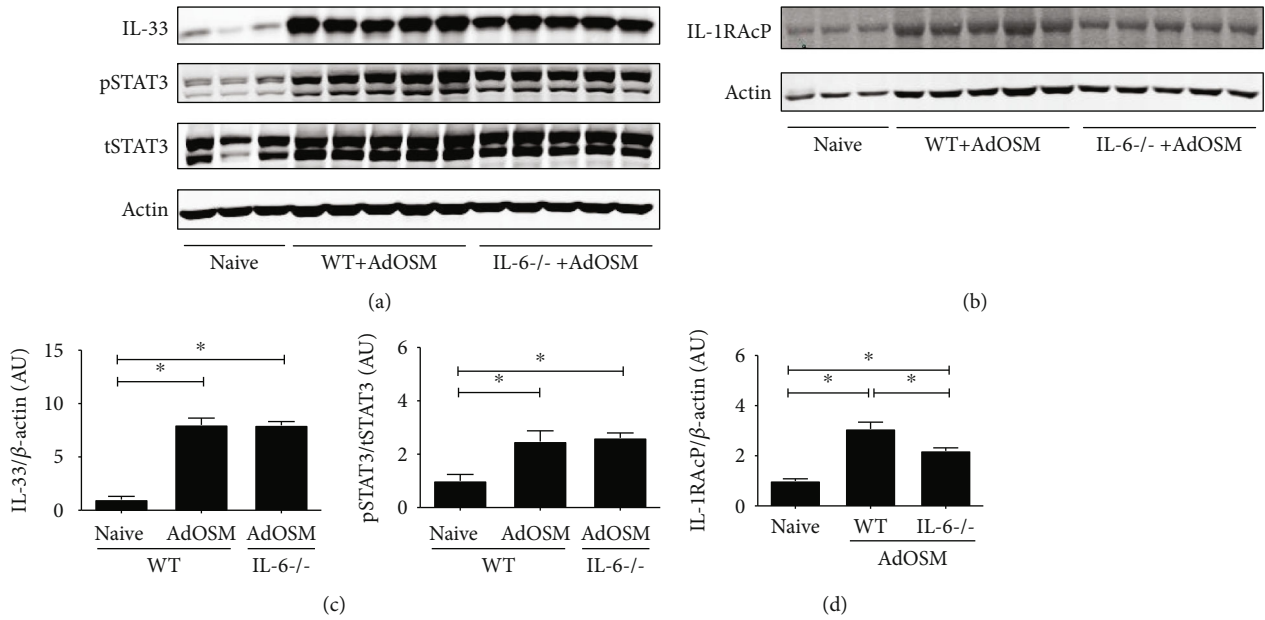 IL-33
pSTAT3
tSTAT3
Actin
Naive WT+AdOSM IL-6-/- +AdOSM
(a)
IL-1RAcP
Actin
Naive WT+AdOSM IL-6-/- +AdOSM
(b)
IL-33/β-actin (AU)
15
10
5
0
* *
Naive AdOSM AdOSM
WT IL-6-/-
pSTAT3/tSTAT3 (AU)
6
4
2
0
* *
Naive AdOSM AdOSM
WT IL-6-/-
(c)
IL-1RAcP/β-actin (AU)
6
4
2
0
*
* *
Naive WT IL-6-/-
AdOSM
(d)